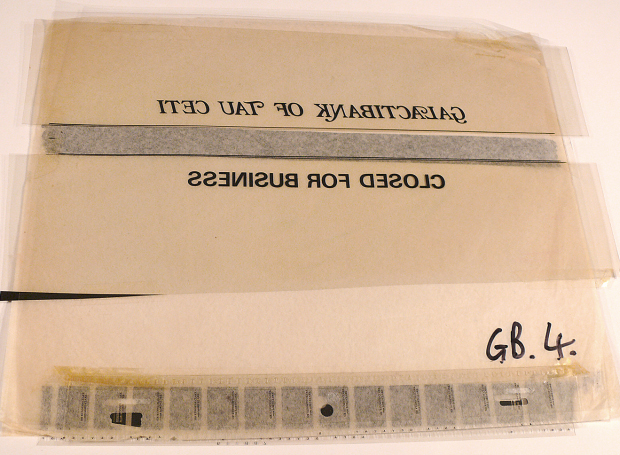 GALACTIBANK OF TAU CETI
CLOSED FOR BUSINESS
GB. 4.